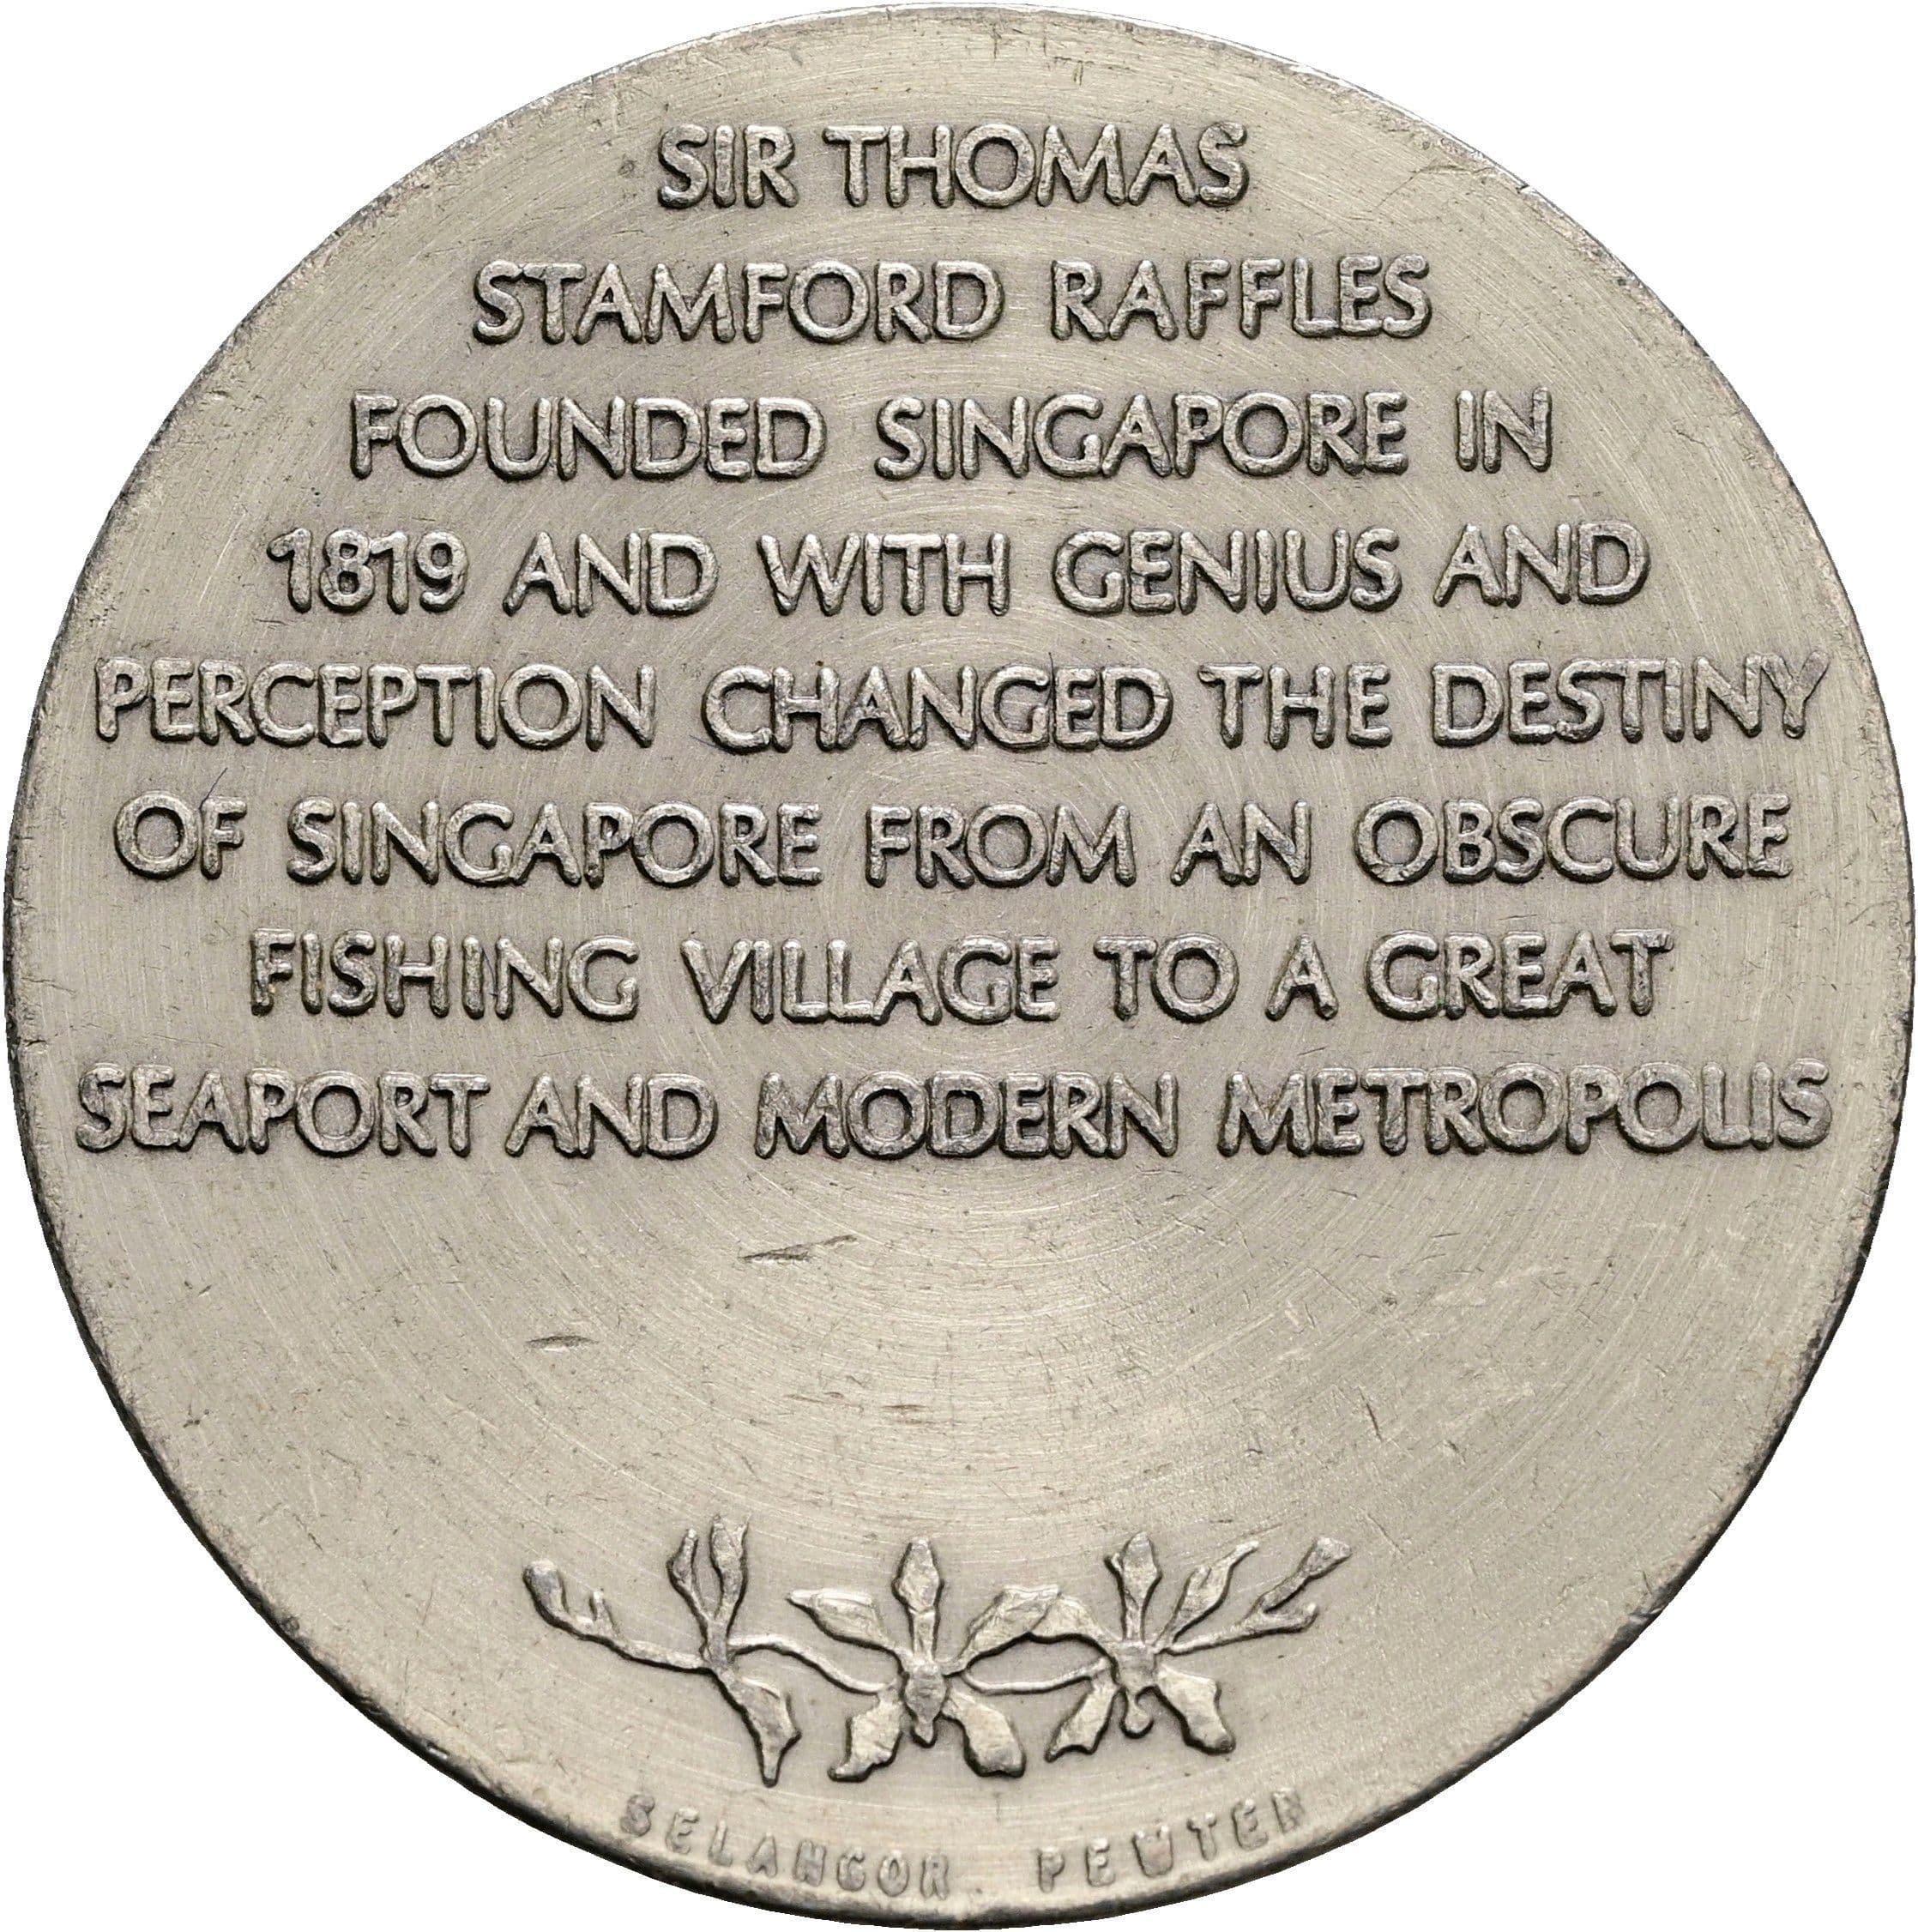 SIR THOMAS
STAMFORD RAFFLES
FOUNDED SINGAPORE IN
1819 AND WITH GENIUS AND
PERCEPTION CHANGED THE DESTINY
OF SINGAPORE FROM AN OBSCURE
FISHING VILLAGE TO A GREAT
SEAPORT AND MODERN METROPOLIS
SELANGOR PEWTER